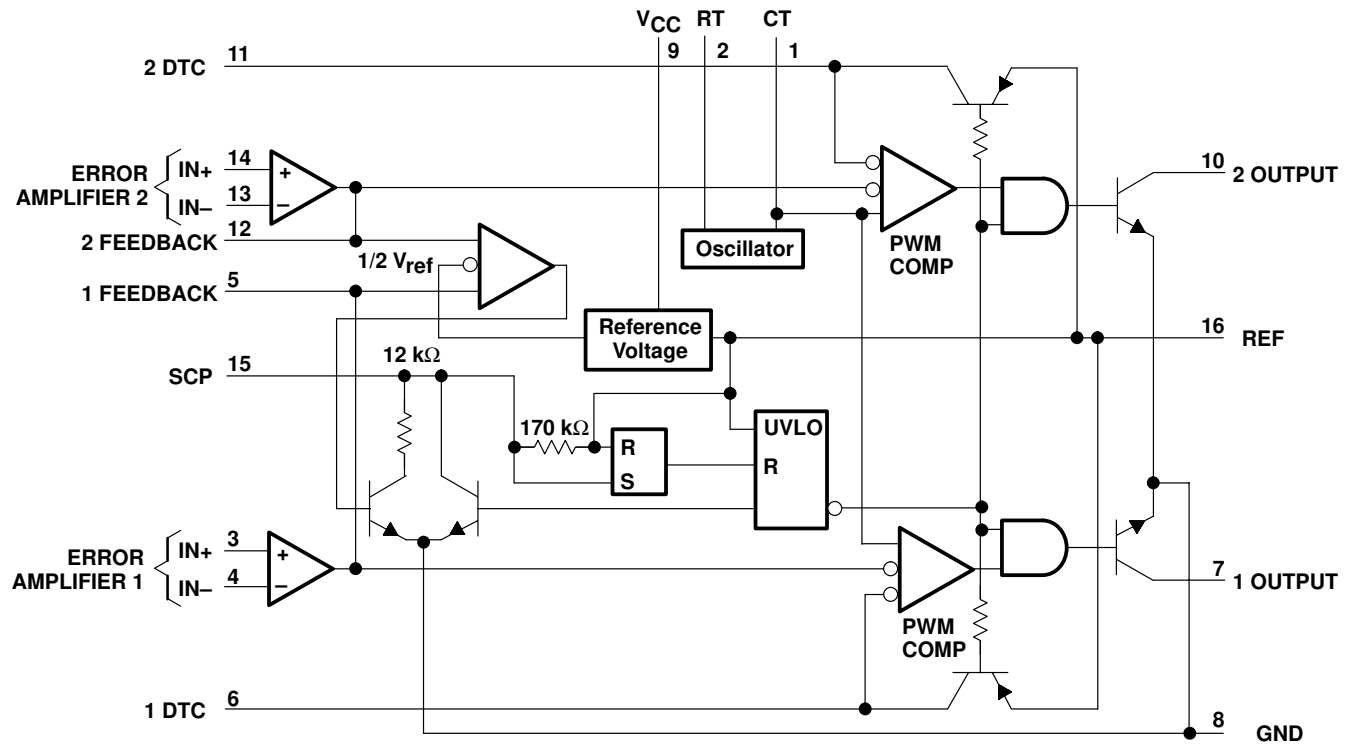 VCC RT CT
9 2 1
2 DTC 11
ERROR
AMPLIFIER 2
IN+ 14
IN– 13
+
–
2 FEEDBACK 12
1/2 Vref
1 FEEDBACK 5
Oscillator
PWM
COMP
10 2 OUTPUT
Reference
Voltage
16 REF
SCP 15
12 kΩ
170 kΩ
R
S
UVLO
R
ERROR
AMPLIFIER 1
IN+ 3
IN– 4
+
–
PWM
COMP
7 1 OUTPUT
1 DTC 6
8 GND